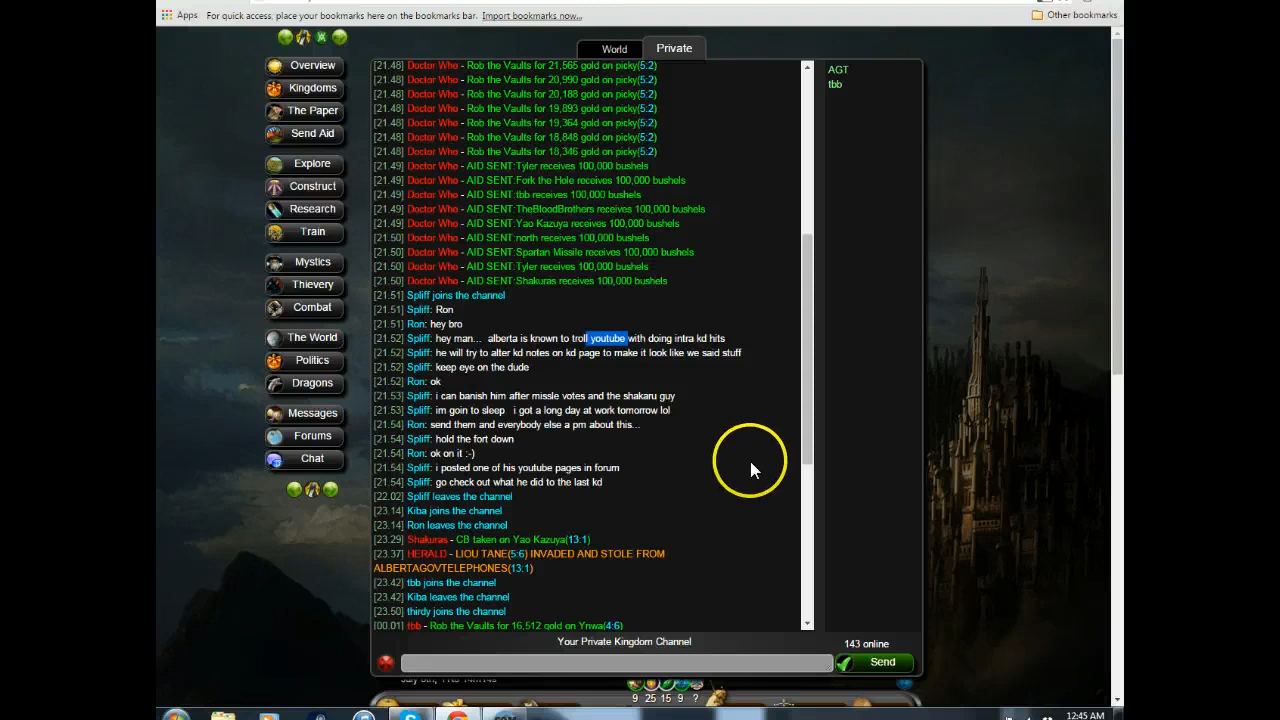 Apps For quick access, place your bookmarks here on the bookmarks bar. Import bookmarks now... Other bookmarks
World Private
Overview
Kingdoms
The Paper
Send Aid
Explore
Construct
Research
Train
Mystics
Thievery
Combat
The World
Politics
Dragons
Messages
Forums
Chat
[21.48] Doctor Who - Rob the Vaults for 21,565 gold on picky(5:2)
[21.48] Doctor Who - Rob the Vaults for 20,990 gold on picky(5:2)
[21.48] Doctor Who - Rob the Vaults for 20,188 gold on picky(5:2)
[21.48] Doctor Who - Rob the Vaults for 19,893 gold on picky(5:2)
[21.48] Doctor Who - Rob the Vaults for 19,364 gold on picky(5:2)
[21.48] Doctor Who - Rob the Vaults for 18,848 gold on picky(5:2)
[21.48] Doctor Who - Rob the Vaults for 18,346 gold on picky(5:2)
[21.49] Doctor Who - AID SENT:Tyler receives 100,000 bushels
[21.49] Doctor Who - AID SENT:Fork the Hole receives 100,000 bushels
[21.49] Doctor Who - AID SENT:tbb receives 100,000 bushels
[21.49] Doctor Who - AID SENT:TheBloodBrothers receives 100,000 bushels
[21.49] Doctor Who - AID SENT:Yao Kazuya receives 100,000 bushels
[21.50] Doctor Who - AID SENT:north receives 100,000 bushels
[21.50] Doctor Who - AID SENT:Spartan Missile receives 100,000 bushels
[21.50] Doctor Who - AID SENT:Tyler receives 100,000 bushels
[21.50] Doctor Who - AID SENT:Shakuras receives 100,000 bushels
[21.51] Spliff joins the channel
[21.51] Spliff: Ron
[21.51] Ron: hey bro
[21.52] Spliff: hey man... alberta is known to troll youtube with doing intra kd hits
[21.52] Spliff: he will try to alter kd notes on kd page to make it look like we said stuff
[21.52] Spliff: keep eye on the dude
[21.52] Ron: ok
[21.53] Spliff: i can banish him after missle votes and the shakaru guy
[21.53] Spliff: im goin to sleep i got a long day at work tomorrow lol
[21.54] Ron: send them and everybody else a pm about this...
[21.54] Spliff: hold the fort down
[21.54] Ron: ok on it :-)
[21.54] Spliff: i posted one of his youtube pages in forum
[21.54] Spliff: go check out what he did to the last kd
[22.02] Spliff leaves the channel
[23.14] Kiba joins the channel
[23.14] Ron leaves the channel
[23.29] Shakuras - CB taken on Yao Kazuya(13:1)
[23.37] HERALD - LIOU TANE(5:6) INVADED AND STOLE FROM
ALBERTAGOVTELEPHONES(13:1)
[23.42] tbb joins the channel
[23.42] Kiba leaves the channel
[23.50] thirdy joins the channel
[00.01] tbb - Rob the Vaults for 16,512 gold on Ynwa(4:6)
AGT
tbb
Your Private Kingdom Channel
143 online
Send
9 25 15 9 ?
12:45 AM